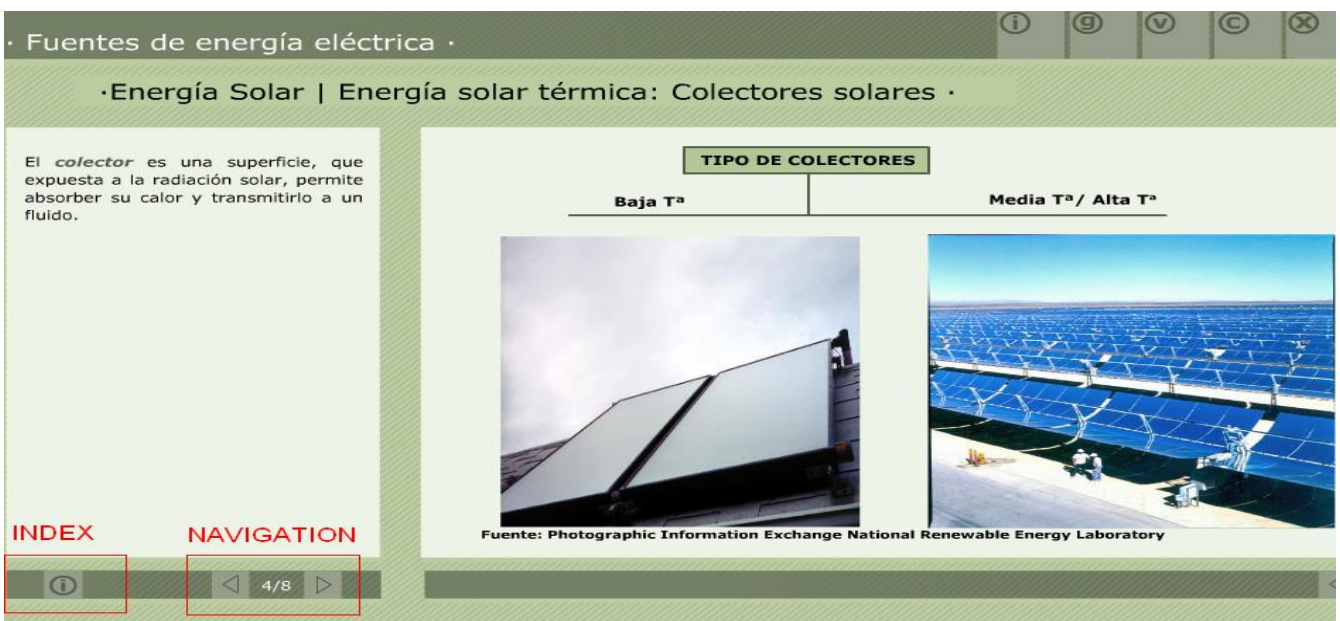 · Fuentes de energía eléctrica ·
i g v C X
·Energía Solar | Energía solar térmica: Colectores solares ·
El colector es una superficie, que
expuesta a la radiación solar, permite
absorber su calor y transmitirlo a un
fluido.
TIPO DE COLECTORES
Baja Tª
Media Tª/ Alta Tª
Fuente: Photographic Information Exchange National Renewable Energy Laboratory
INDEX
NAVIGATION
i
4/8